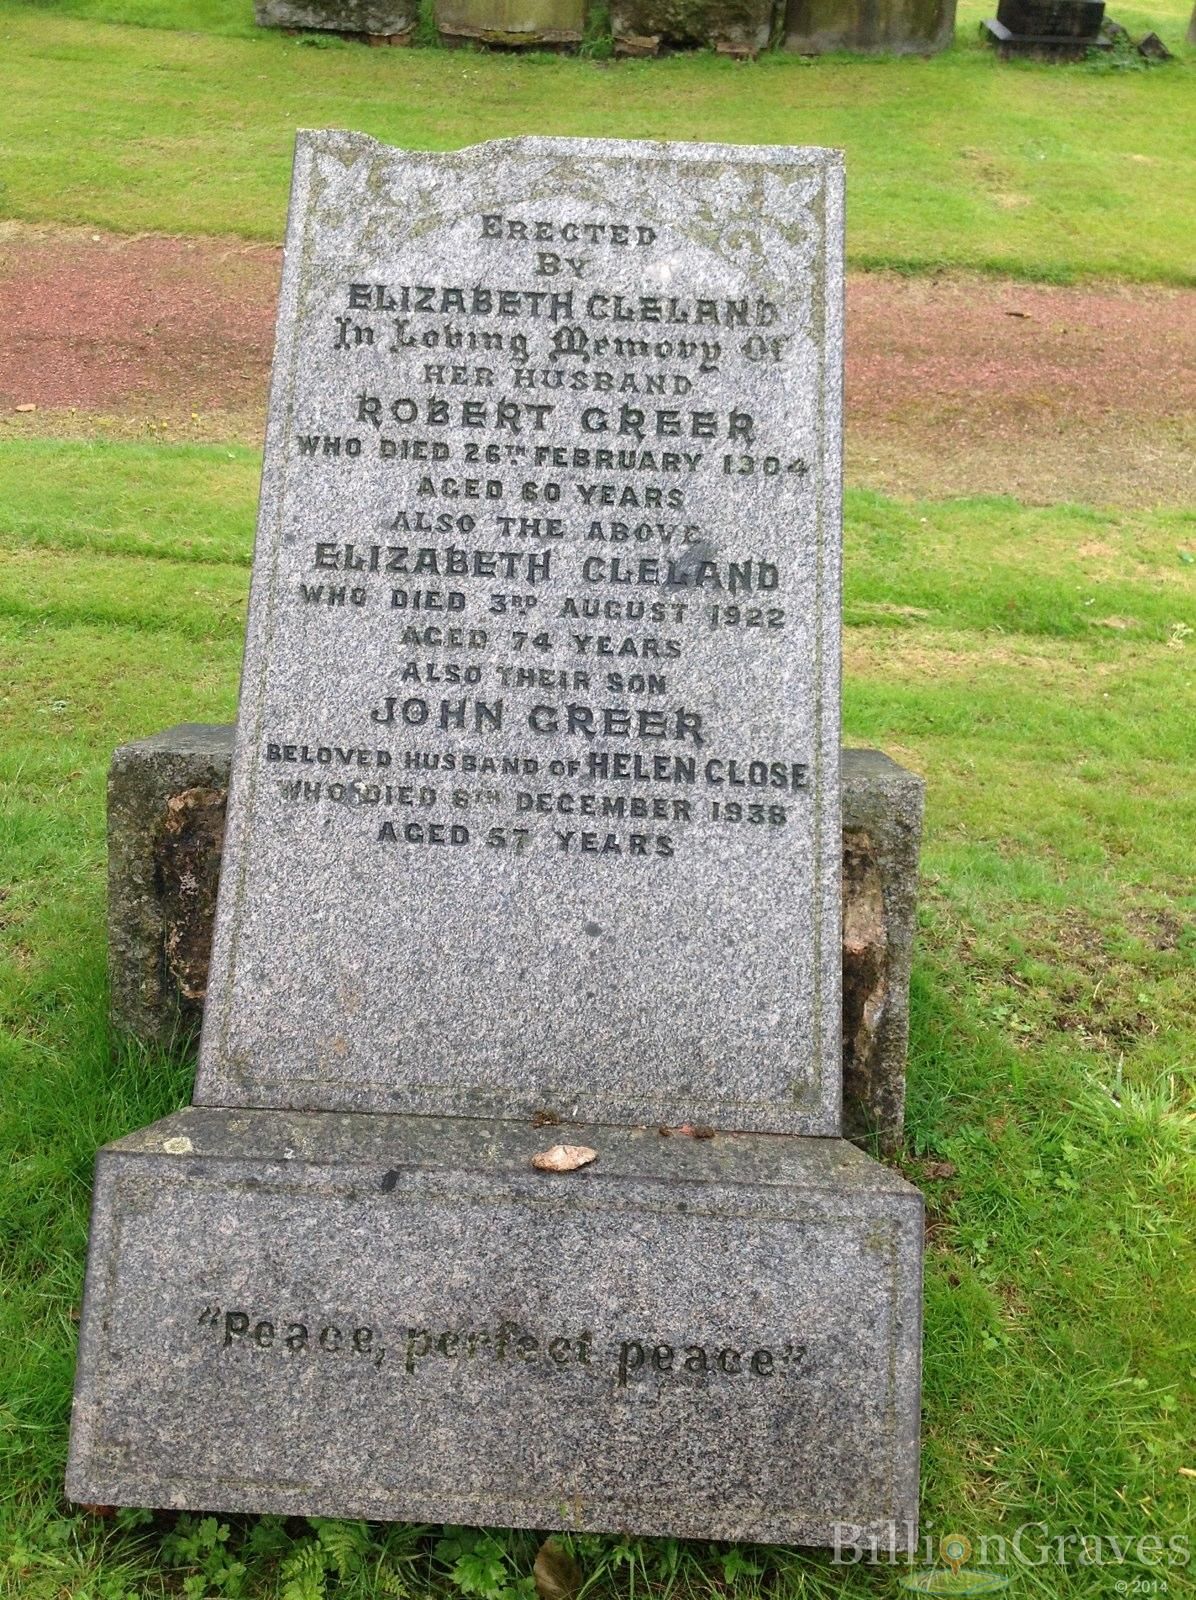 ERECTED
BY
ELIZABETH CLELAND
In Loving Memory Of
HER HUSBAND
ROBERT GREER
WHO DIED 26TH FEBRUARY 1904
AGED 60 YEARS
ALSO THE ABOVE
ELIZABETH CLELAND
WHO DIED 3RD AUGUST 1922
AGED 74 YEARS
ALSO THEIR SON
JOHN GREER
BELOVED HUSBAND OF HELEN CLOSE
WHO DIED 6TH DECEMBER 1938
AGED 57 YEARS
"Peace, perfect peace"
BillionGraves
© 2014